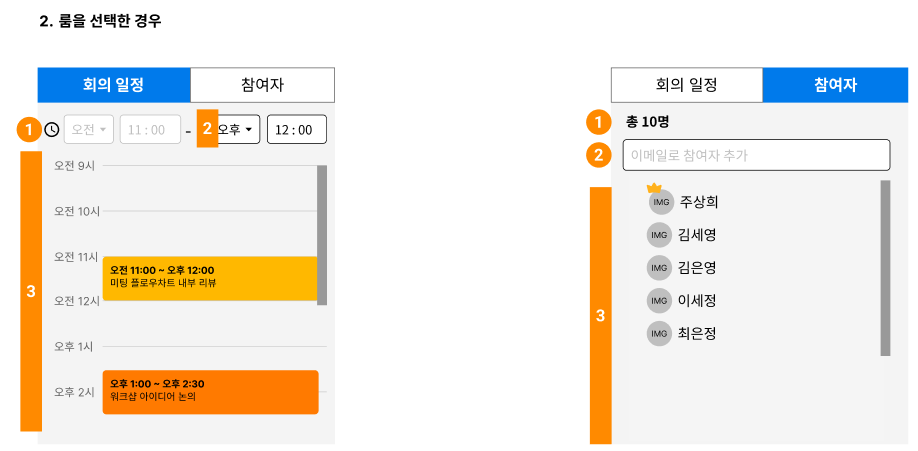 2. 룸을 선택한 경우
회의 일정
참여자
1
오전
11 : 00
-
2
오후
12 : 00
3
오전 9시
오전 10시
오전 11시
오전 11:00 ~ 오후 12:00
미팅 플로우차트 내부 리뷰
오전 12시
오후 1시
오후 1:00 ~ 오후 2:30
워크샵 아이디어 논의
오후 2시
회의 일정
참여자
1
총 10명
2
이메일로 참여자 추가
3
IMG 주상희
IMG 김세영
IMG 김은영
IMG 이세정
IMG 최은정